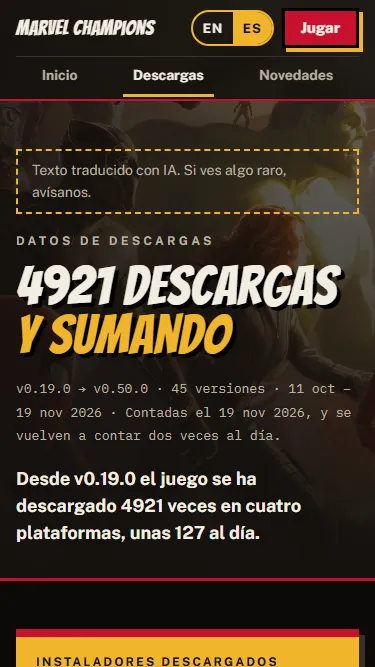 MARVEL CHAMPIONS
EN ES
Jugar
Inicio Descargas Novedades
Texto traducido con IA. Si ves algo raro,
avísanos.
DATOS DE DESCARGAS
4921 DESCARGAS
Y SUMANDO
v0.19.0 → v0.50.0 · 45 versiones · 11 oct –
19 nov 2026 · Contadas el 19 nov 2026, y se
vuelven a contar dos veces al día.
Desde v0.19.0 el juego se ha
descargado 4921 veces en cuatro
plataformas, unas 127 al día.
INSTALADORES DESCARGADOS